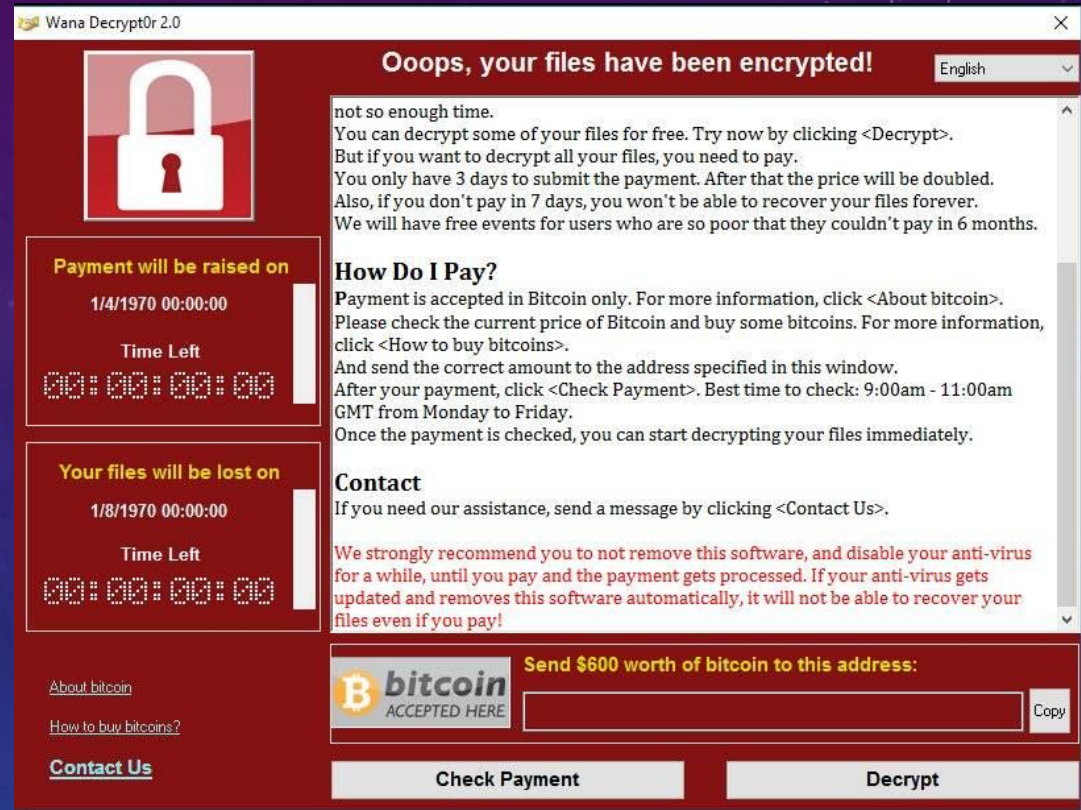 Wana Decrypt0r 2.0
Ooops, your files have been encrypted!
English
Payment will be raised on
1/4/1970 00:00:00
Time Left
00:00:00:00
Your files will be lost on
1/8/1970 00:00:00
Time Left
00:00:00:00
About bitcoin
How to buy bitcoins?
Contact Us
not so enough time.
You can decrypt some of your files for free. Try now by clicking <Decrypt>.
But if you want to decrypt all your files, you need to pay.
You only have 3 days to submit the payment. After that the price will be doubled.
Also, if you don't pay in 7 days, you won't be able to recover your files forever.
We will have free events for users who are so poor that they couldn't pay in 6 months.
How Do I Pay?
Payment is accepted in Bitcoin only. For more information, click <About bitcoin>.
Please check the current price of Bitcoin and buy some bitcoins. For more information,
click <How to buy bitcoins>.
And send the correct amount to the address specified in this window.
After your payment, click <Check Payment>. Best time to check: 9:00am - 11:00am
GMT from Monday to Friday.
Once the payment is checked, you can start decrypting your files immediately.
Contact
If you need our assistance, send a message by clicking <Contact Us>.
We strongly recommend you to not remove this software, and disable your anti-virus
for a while, until you pay and the payment gets processed. If your anti-virus gets
updated and removes this software automatically, it will not be able to recover your
files even if you pay!
bitcoin
ACCEPTED HERE
Send $600 worth of bitcoin to this address:
Copy
Check Payment
Decrypt